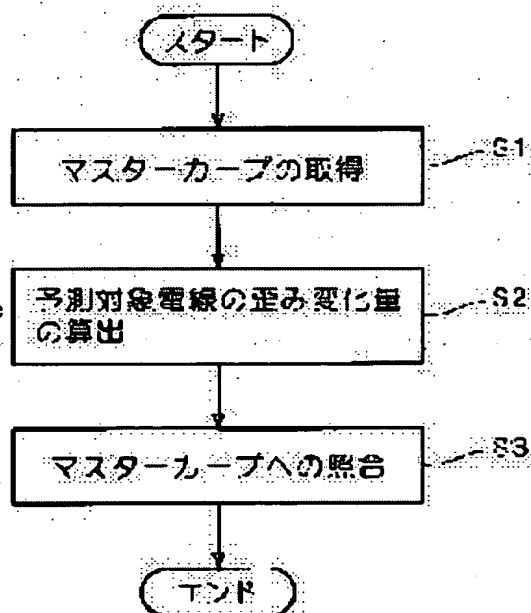 スタート
マスターカーブの取得
S1
予測対象電線の歪み変化量
の算出
S2
マスターカーブへの照合
S3
エンド